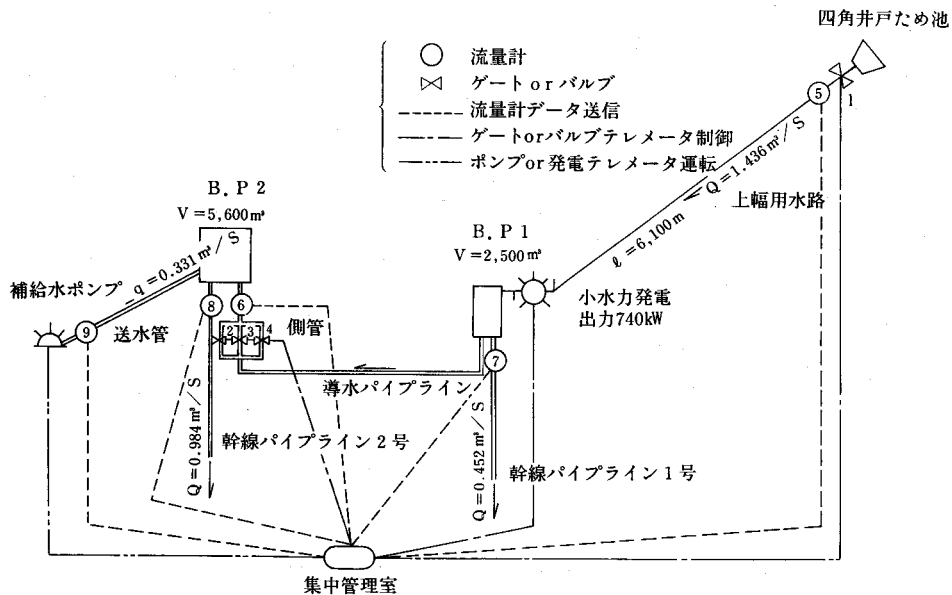 四角井戸ため池
流量計
ゲート or バルブ
流量計データ送信
ゲートorバルブテレメータ制御
ポンプor発電テレメータ運転
5
1
Q=1.436m³/S
上幅用水路
ℓ=6,100m
B. P 2
V=5,600m³
B. P 1
V=2,500m³
q=0.331m³/S
補給水ポンプ
9
送水管
8
6
側管
2
3
4
小水力発電
出力740kW
7
導水パイプライン
Q=0.984m³/S
幹線パイプライン2号
Q=0.452m³/S
幹線パイプライン1号
集中管理室